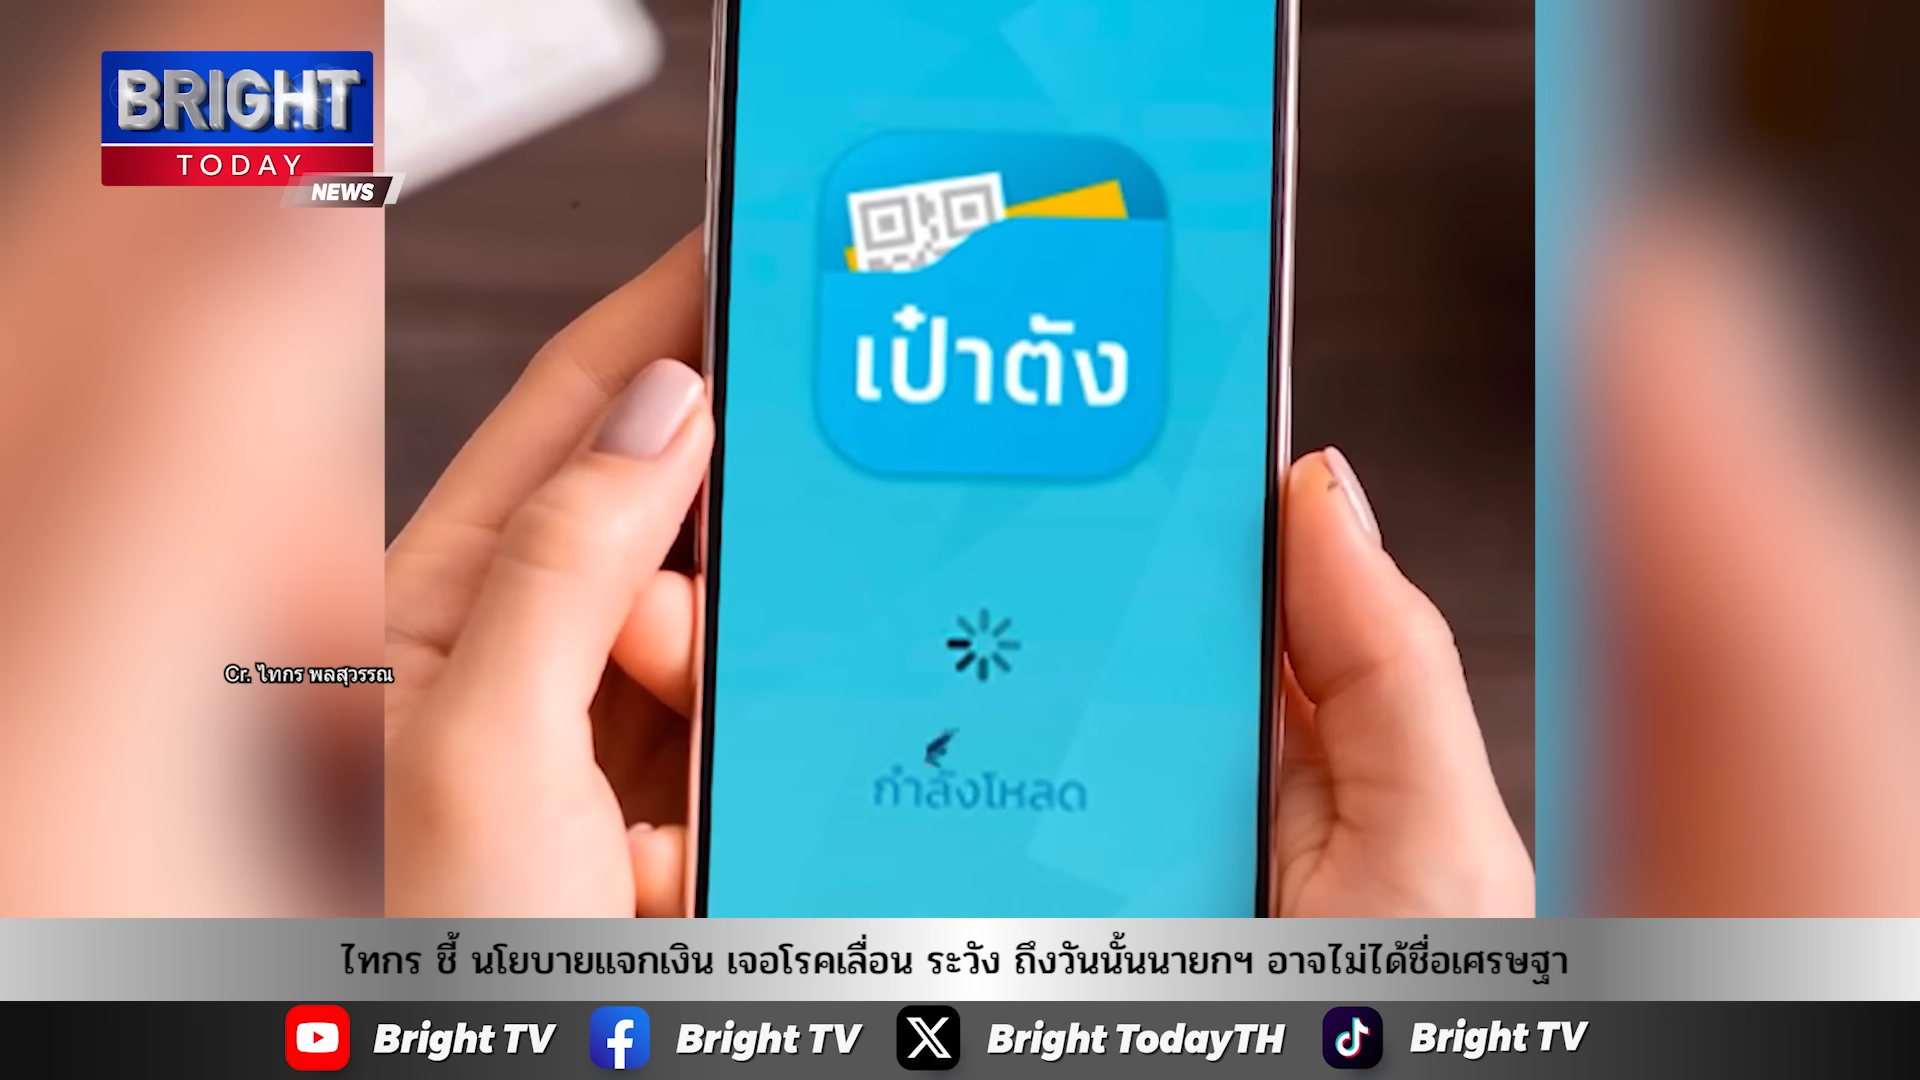 BRIGHT
TODAY
NEWS
เป๋าตัง
กำลังโหลด
Cr. ไทกร พลสุวรรณ
ไทกร ชี้ นโยบายแจกเงิน เจอโรคเลื่อน ระวัง ถึงวันนั้นนายกฯ อาจไม่ได้ชื่อเศรษฐา
Bright TV Bright TV Bright TodayTH Bright TV